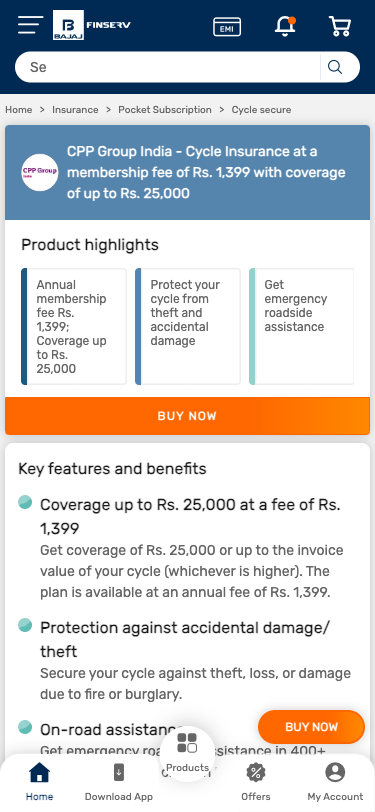 BAJAJ FINSERV
EMI
Se
Home > Insurance > Pocket Subscription > Cycle secure
CPP Group
India
CPP Group India - Cycle Insurance at a
membership fee of Rs. 1,399 with coverage
of up to Rs. 25,000
Product highlights
Annual
membership
fee Rs.
1,399;
Coverage up
to Rs.
25,000
Protect your
cycle from
theft and
accidental
damage
Get
emergency
roadside
assistance
BUY NOW
Key features and benefits
Coverage up to Rs. 25,000 at a fee of Rs.
1,399
Get coverage of Rs. 25,000 or up to the invoice
value of your cycle (whichever is higher). The
plan is available at an annual fee of Rs. 1,399.
Protection against accidental damage/
theft
Secure your cycle against theft, loss, or damage
due to fire or burglary.
BUY NOW
On-road assistance
Get emergency roa sistance in 400+
Home
Download App
Products
Offers
My Account